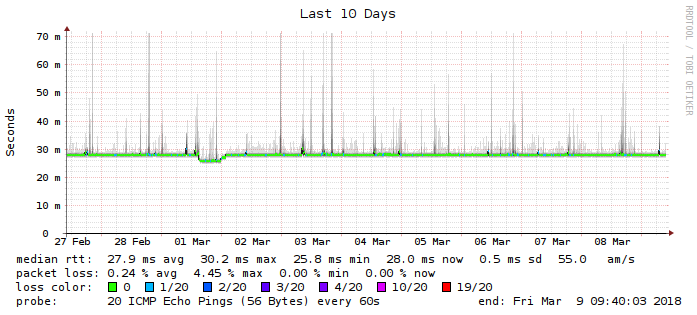 Last 10 Days
RRDTOOL / TOBI OETIKER
Seconds
70 m
60 m
50 m
40 m
30 m
20 m
10 m
0
27 Feb 28 Feb 01 Mar 02 Mar 03 Mar 04 Mar 05 Mar 06 Mar 07 Mar 08 Mar
median rtt: 27.9 ms avg 30.2 ms max 25.8 ms min 28.0 ms now 0.5 ms sd 55.0 am/s
packet loss: 0.24 % avg 4.45 % max 0.00 % min 0.00 % now
loss color: 0 1/20 2/20 3/20 4/20 10/20 19/20
probe: 20 ICMP Echo Pings (56 Bytes) every 60s end: Fri Mar 9 09:40:03 2018